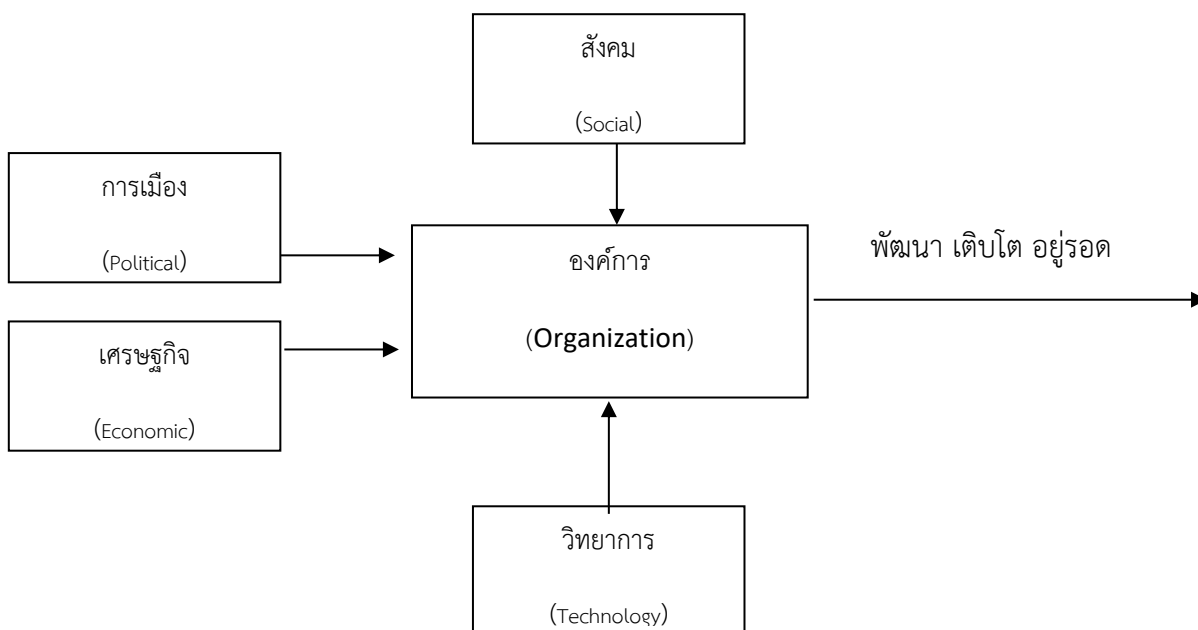 สังคม
(Social)
การเมือง
(Political)
องค์การ
(Organization)
พัฒนา เติบโต อยู่รอด
เศรษฐกิจ
(Economic)
วิทยาการ
(Technology)